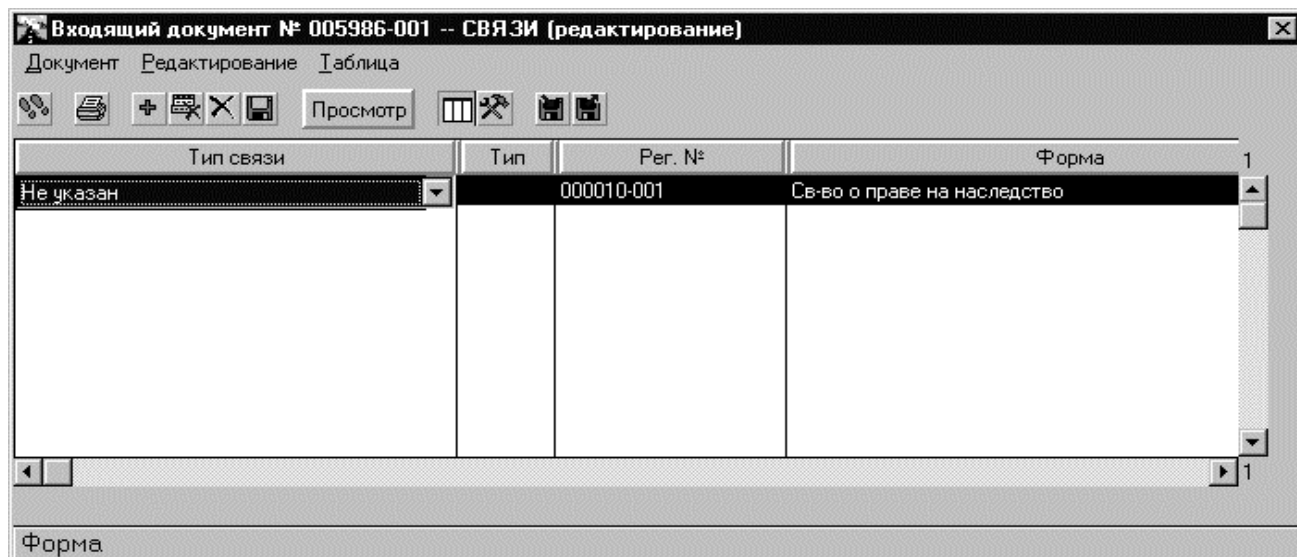 Входящий документ № 005986-001 -- СВЯЗИ (редактирование)
Документ Редактирование Таблица
Просмотр
Тип связи Тип Рег. № Форма 1
Не указан 000010-001 Св-во о праве на наследство
1
Форма